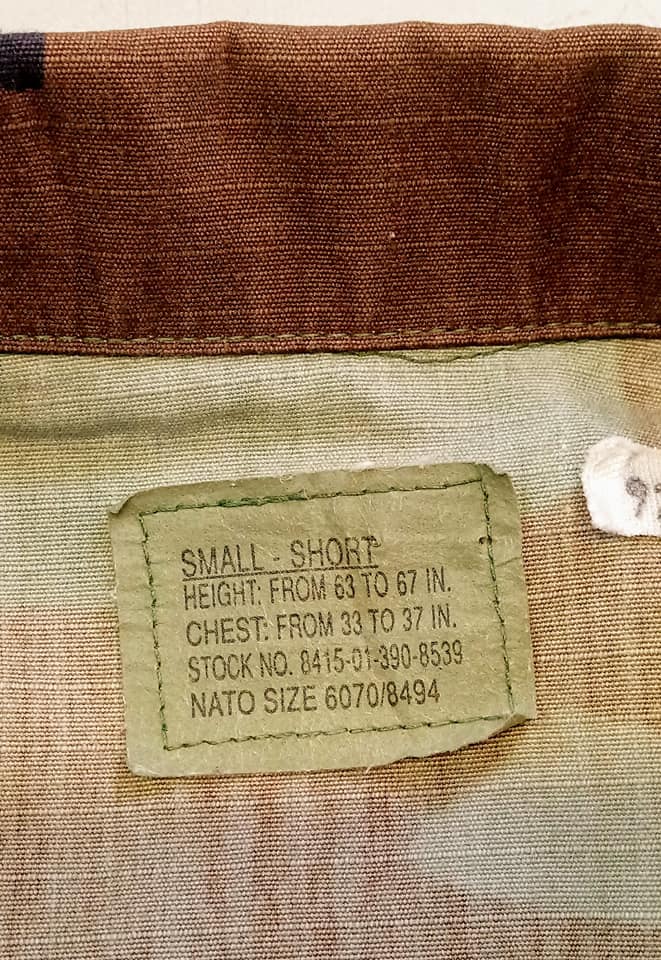 SMALL - SHORT
HEIGHT: FROM 63 TO 67 IN.
CHEST: FROM 33 TO 37 IN.
STOCK NO. 8415-01-390-8539
NATO SIZE 6070/8494